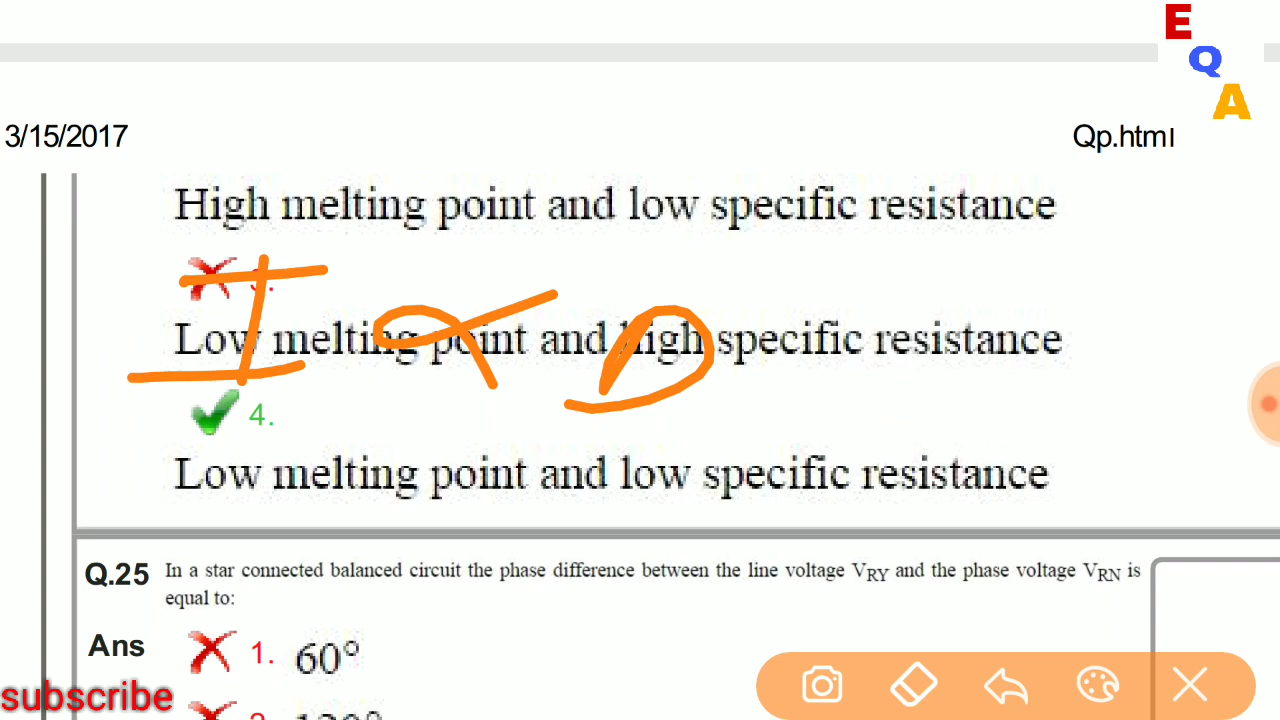 E
Q
A
3/15/2017 Qp.html
High melting point and low specific resistance
3.
Low melting point and high specific resistance
I ∝ D
4.
Low melting point and low specific resistance
Q.25 In a star connected balanced circuit the phase difference between the line voltage VRY and the phase voltage VRN is
equal to:
Ans 1. 60°
subscribe